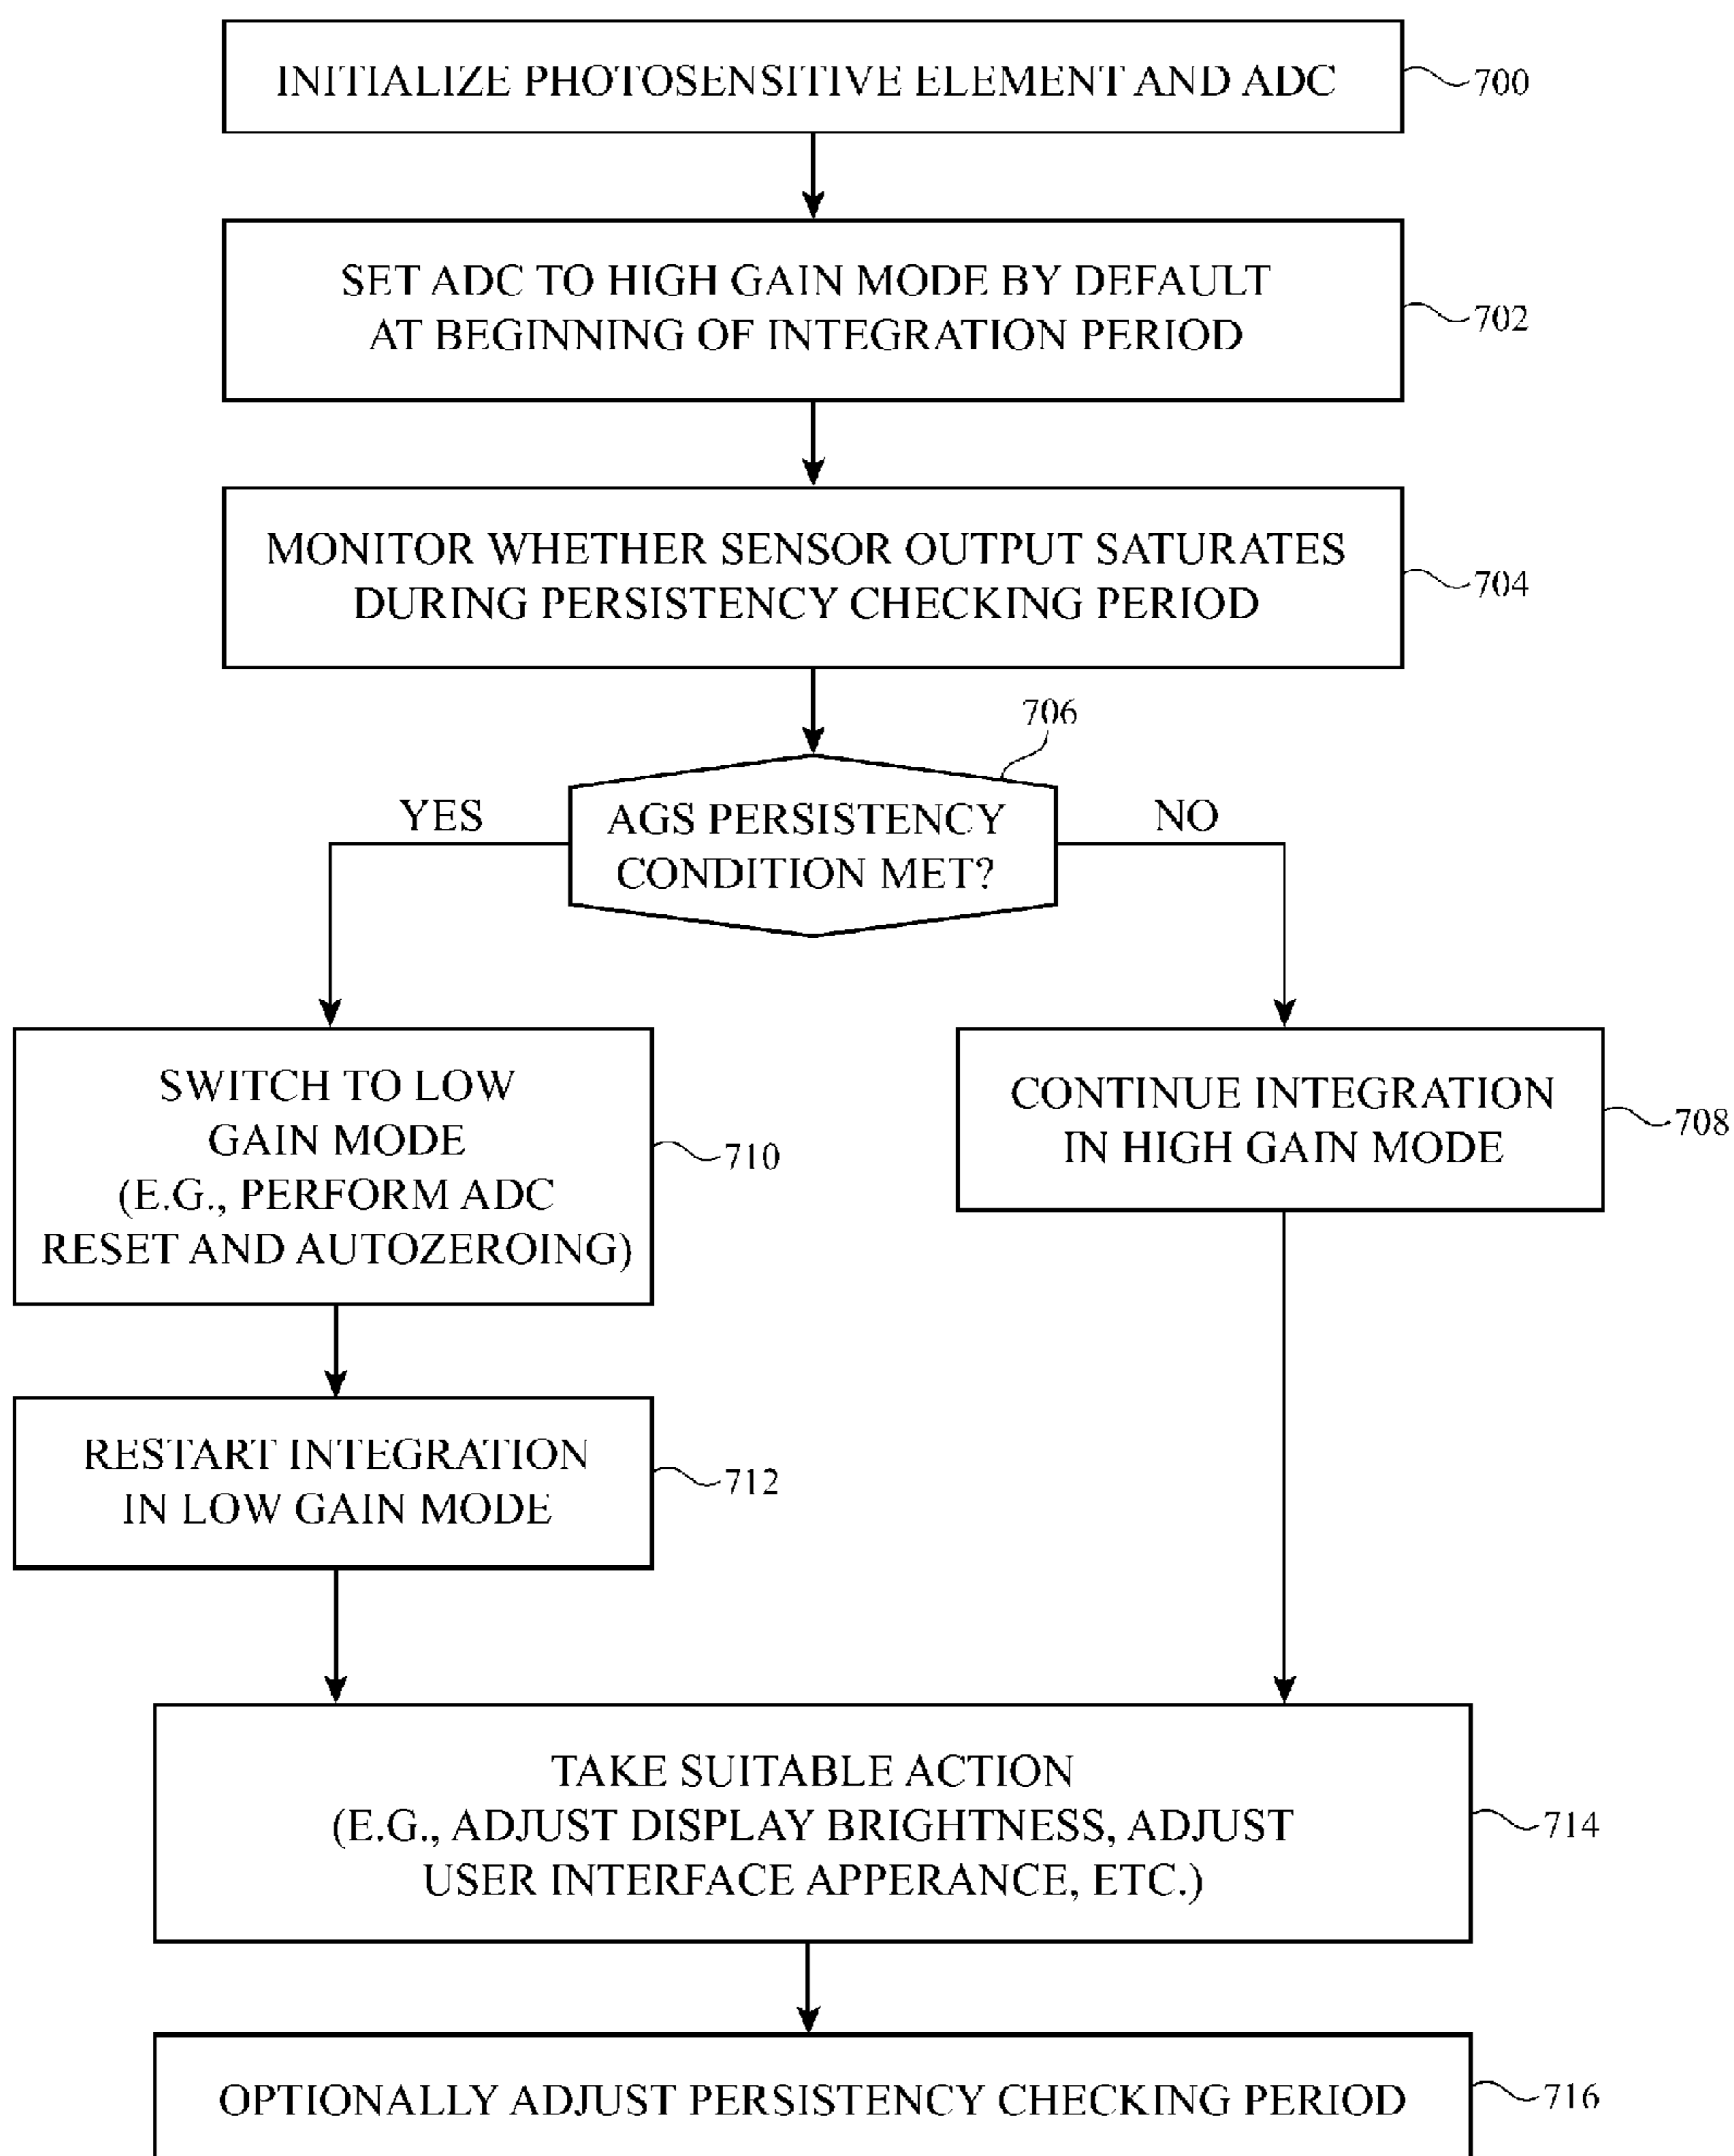 INITIALIZE PHOTOSENSITIVE ELEMENT AND ADC
700
SET ADC TO HIGH GAIN MODE BY DEFAULT
AT BEGINNING OF INTEGRATION PERIOD
702
MONITOR WHETHER SENSOR OUTPUT SATURATES
DURING PERSISTENCY CHECKING PERIOD
704
706
YES
AGS PERSISTENCY
CONDITION MET?
NO
SWITCH TO LOW
GAIN MODE
(E.G., PERFORM ADC
RESET AND AUTOZEROING)
710
CONTINUE INTEGRATION
IN HIGH GAIN MODE
708
RESTART INTEGRATION
IN LOW GAIN MODE
712
TAKE SUITABLE ACTION
(E.G., ADJUST DISPLAY BRIGHTNESS, ADJUST
USER INTERFACE APPERANCE, ETC.)
714
OPTIONALLY ADJUST PERSISTENCY CHECKING PERIOD
716